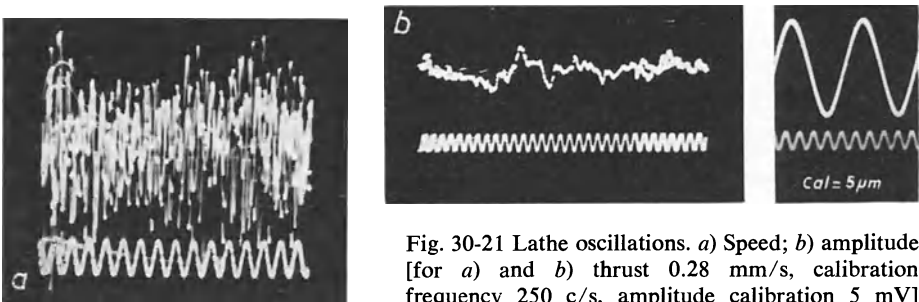 a
b
Cal = 5μm
Fig. 30-21 Lathe oscillations. a) Speed; b) amplitude
[for a) and b) thrust 0.28 mm/s, calibration
frequency 250 c/s, amplitude calibration 5 mV]